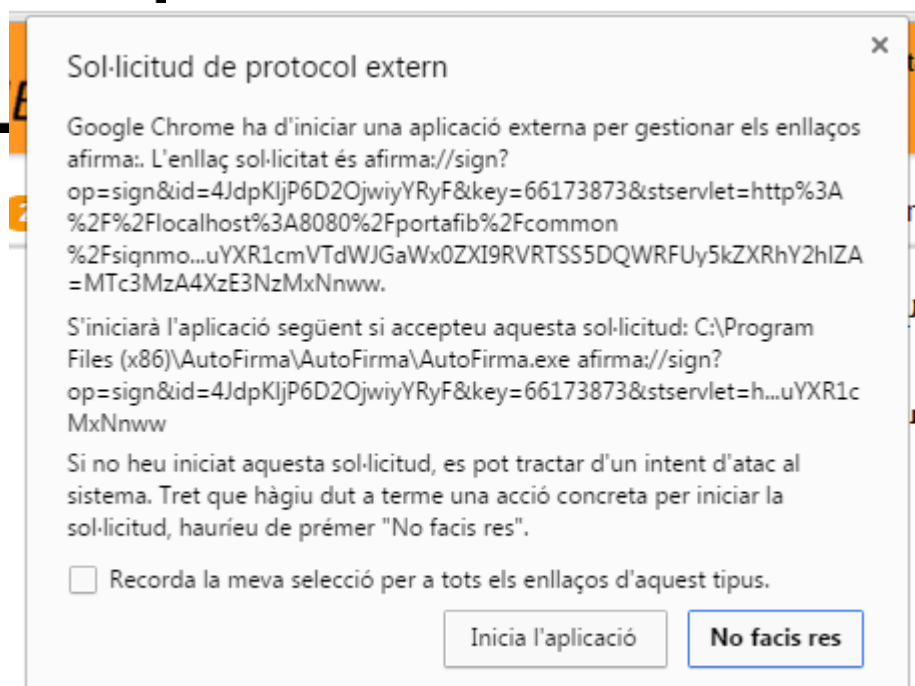 Sol·licitud de protocol extern
Google Chrome ha d'iniciar una aplicació externa per gestionar els enllaços
afirma:. L'enllaç sol·licitat és afirma://sign?
op=sign&id=4JdpKIjP6D2OjwiyYRyF&key=66173873&stservlet=http%3A
%2F%2Flocalhost%3A8080%2Fportafib%2Fcommon
%2Fsignmo...uYXR1cmVTdWJGaWx0ZXI9RVRTSS5DQWRFUy5kZXRhY2hlZA
=MTc3MzA4XzE3NzMxNnww.
S'iniciarà l'aplicació següent si accepteu aquesta sol·licitud: C:\Program
Files (x86)\AutoFirma\AutoFirma\AutoFirma.exe afirma://sign?
op=sign&id=4JdpKIjP6D2OjwiyYRyF&key=66173873&stservlet=h...uYXR1c
MxNnww
Si no heu iniciat aquesta sol·licitud, es pot tractar d'un intent d'atac al
sistema. Tret que hàgiu dut a terme una acció concreta per iniciar la
sol·licitud, hauríeu de prémer "No facis res".
Recorda la meva selecció per a tots els enllaços d'aquest tipus.
Inicia l'aplicació No facis res